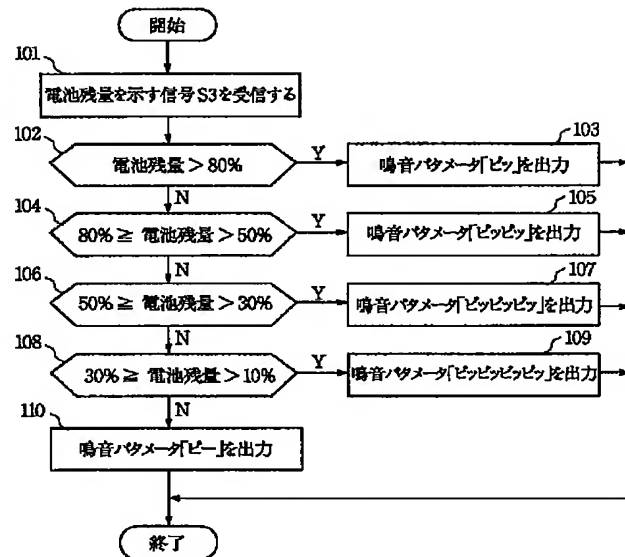 開始
101
電池残量を示す信号S3を受信する
102
電池残量>80%
Y
103
鳴音パタメータ「ピッ」を出力
N
104
80%≧ 電池残量>50%
Y
105
鳴音パタメータ「ピッピッ」を出力
N
106
50%≧ 電池残量>30%
Y
107
鳴音パタメータ「ピッピッピッ」を出力
N
108
30%≧ 電池残量>10%
Y
109
鳴音パタメータ「ピッピッピッピッ」を出力
N
110
鳴音パタメータ「ピー」を出力
終了